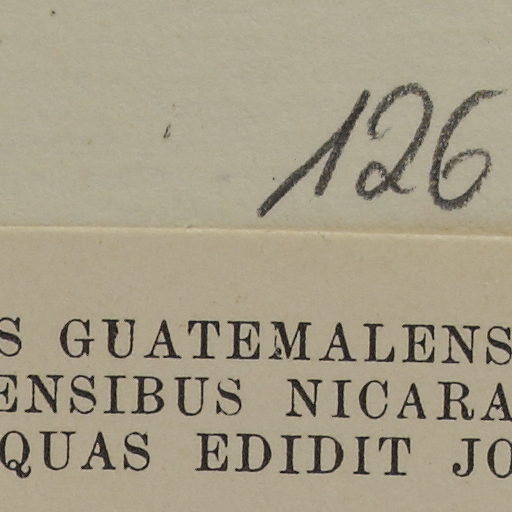 126
S GUATEMALENS
ENSIBUS NICARA
QUAS EDIDIT JO